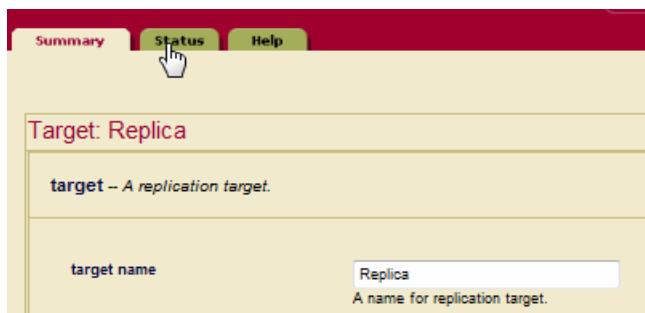 Summary Status Help
Target: Replica
target -- A replication target.
target name Replica
A name for replication target.